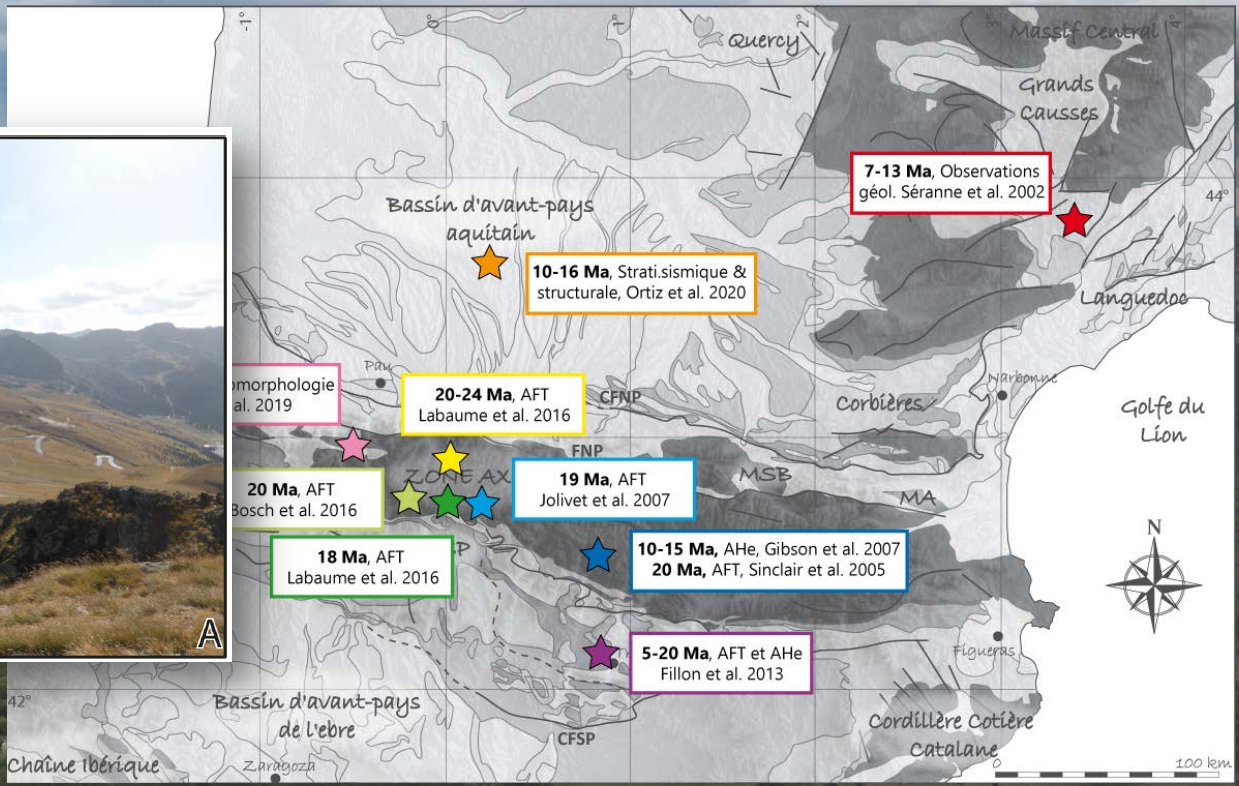 -1°
0°
1°
2°
3°
4°
Quercy
Massif Central
Grands
Causses
7-13 Ma, Observations
géol. Séranne et al. 2002
44°
Bassin d'avant-pays
aquitain
10-16 Ma, Strati.sismique &
structurale, Ortiz et al. 2020
Languedoc
Pau
omorphologie
al. 2019
20-24 Ma, AFT
Labaume et al. 2016
CFNP
Corbières
Narbonne
Golfe du
Lion
FNP
ZONE AX
MSB
MA
20 Ma, AFT
Bosch et al. 2016
19 Ma, AFT
Jolivet et al. 2007
N
18 Ma, AFT
Labaume et al. 2016
10-15 Ma, AHe, Gibson et al. 2007
20 Ma, AFT, Sinclair et al. 2005
A
5-20 Ma, AFT et AHe
Fillon et al. 2013
Figueras
42°
Bassin d'avant-pays
de l'ebre
CFSP
Cordillère Cotière
Catalane
Chaîne Ibérique
Zaragoza
0
100 km